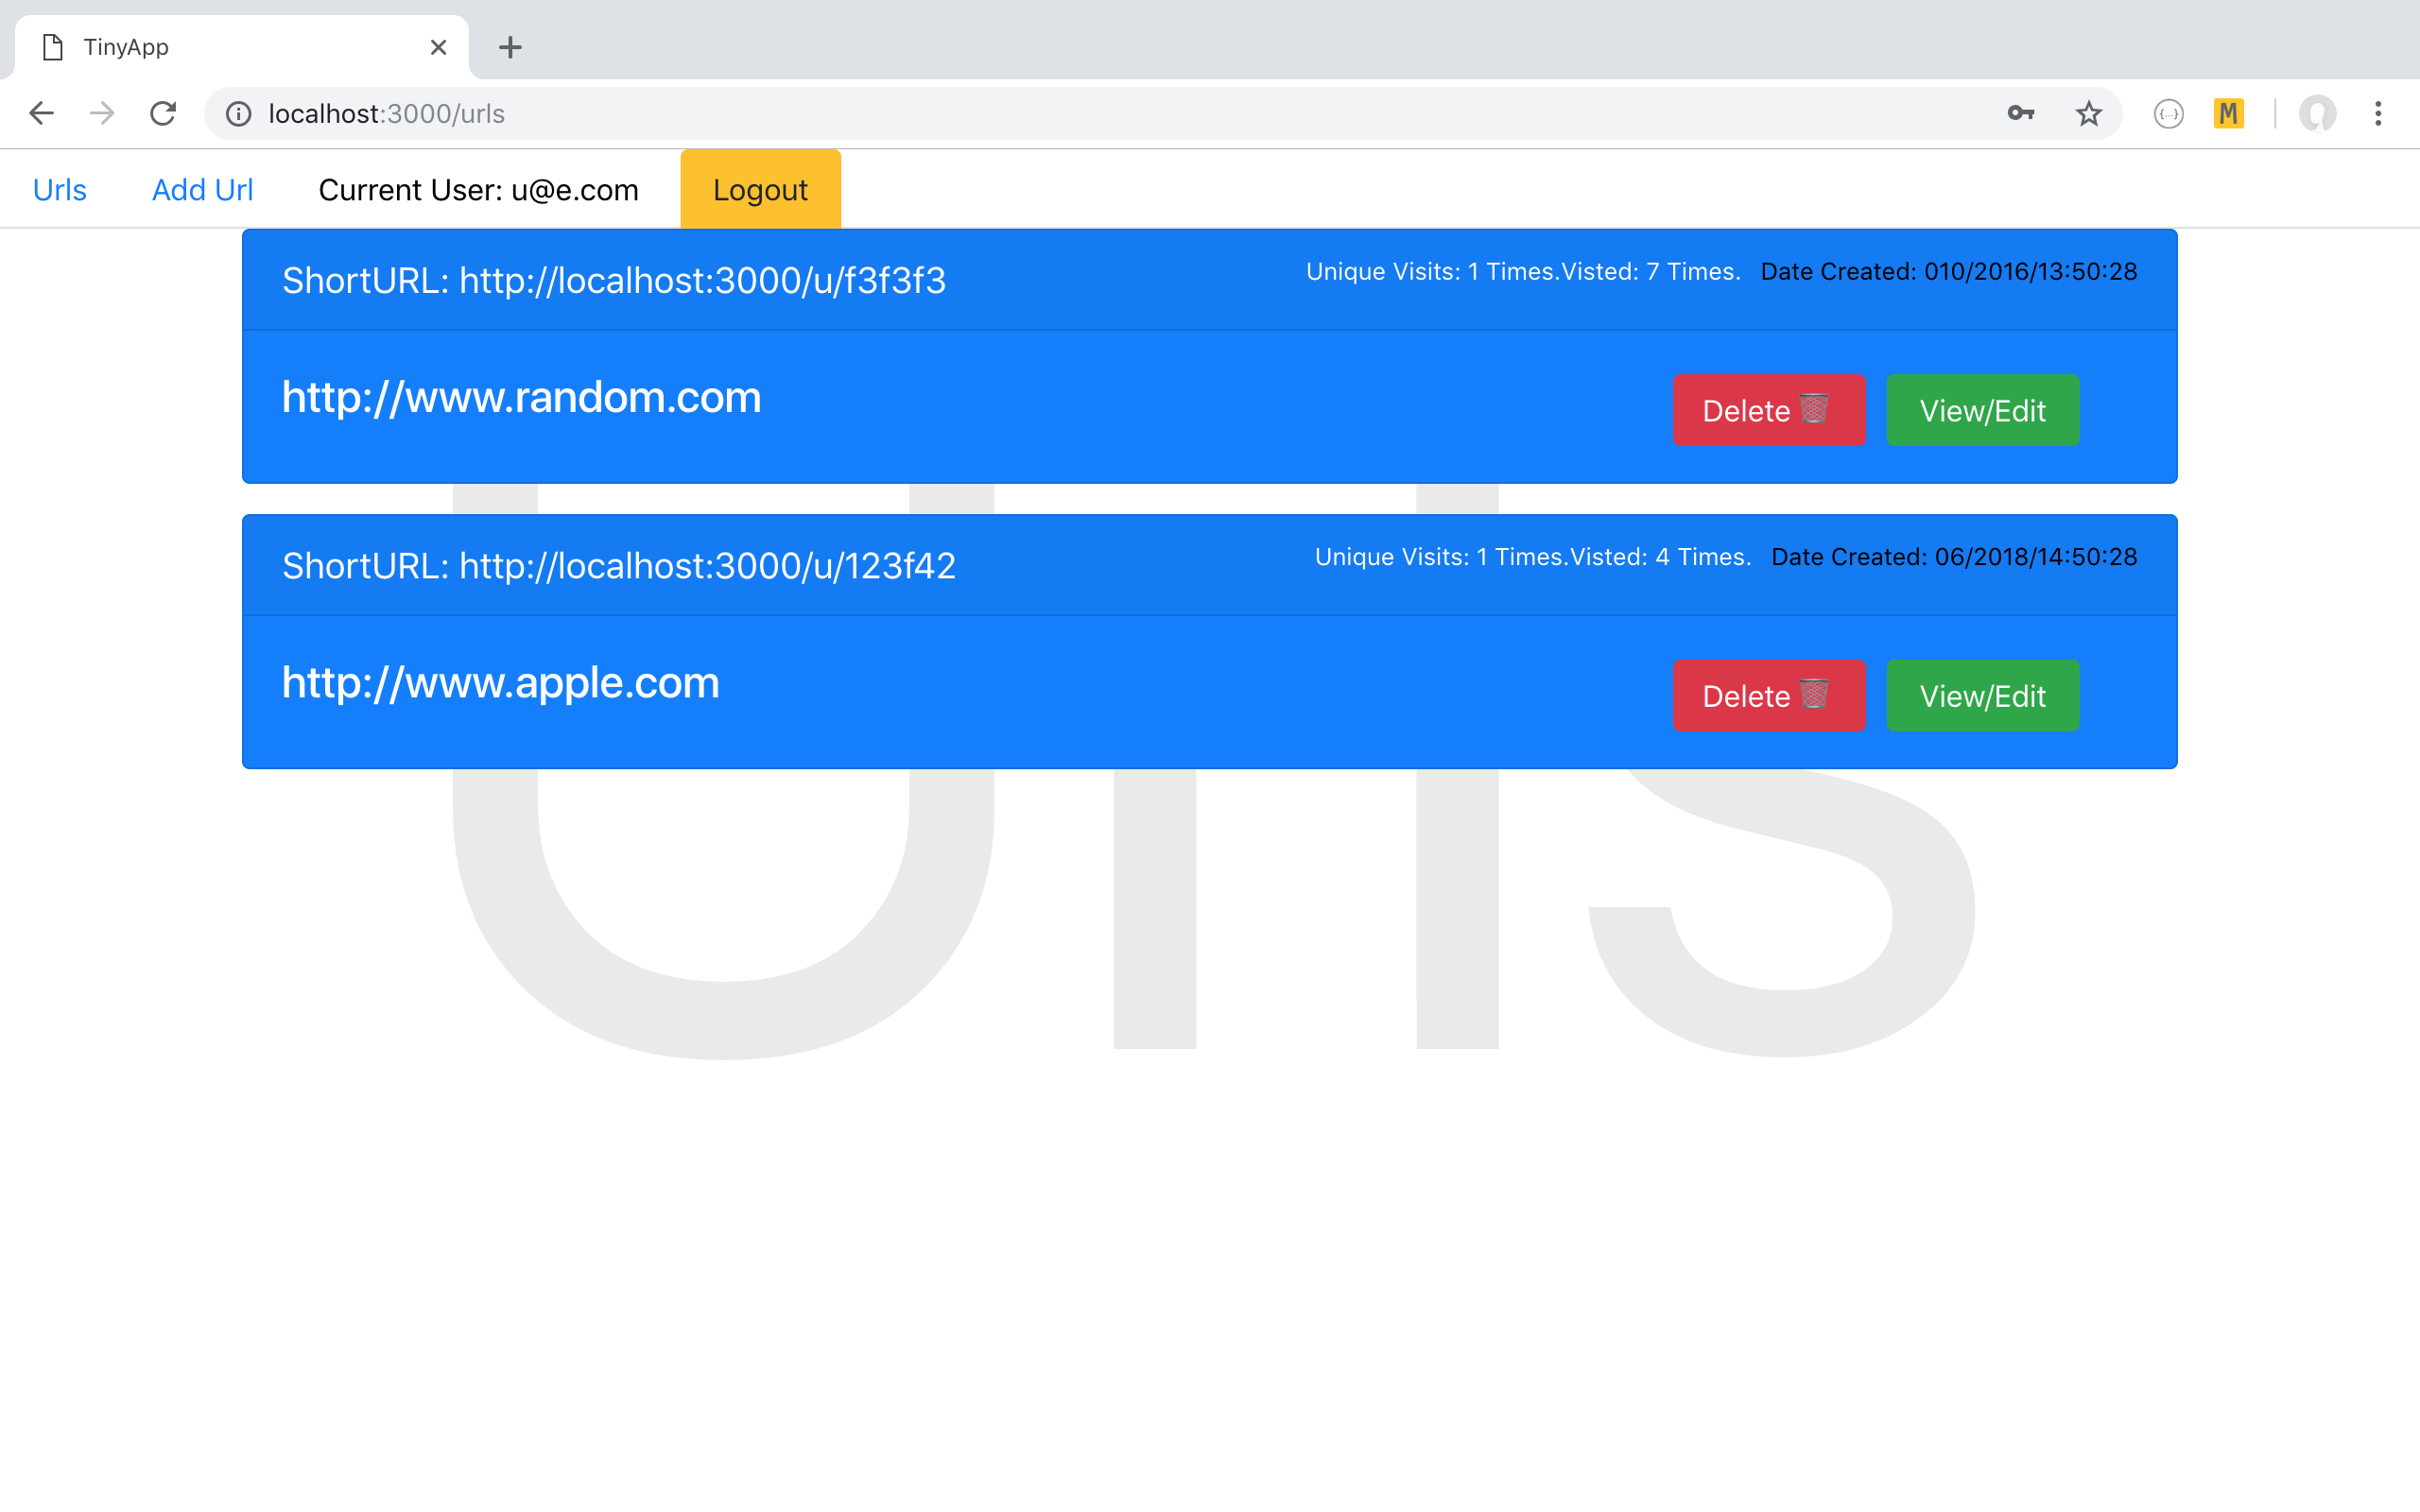 TinyApp
localhost:3000/urls
M
Urls Add Url Current User: u@e.com Logout
ShortURL: http://localhost:3000/u/f3f3f3 Unique Visits: 1 Times.Visted: 7 Times. Date Created: 010/2016/13:50:28
http://www.random.com Delete 🗑 View/Edit
ShortURL: http://localhost:3000/u/123f42 Unique Visits: 1 Times.Visted: 4 Times. Date Created: 06/2018/14:50:28
http://www.apple.com Delete 🗑 View/Edit
Urls